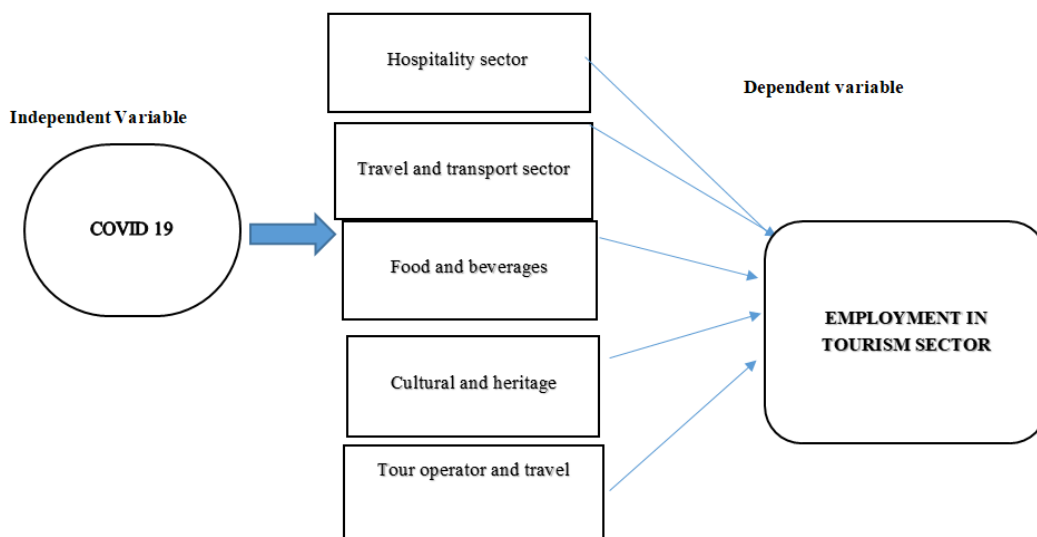 Independent Variable
COVID 19
Hospitality sector
Travel and transport sector
Food and beverages
Cultural and heritage
Tour operator and travel
Dependent variable
EMPLOYMENT IN
TOURISM SECTOR